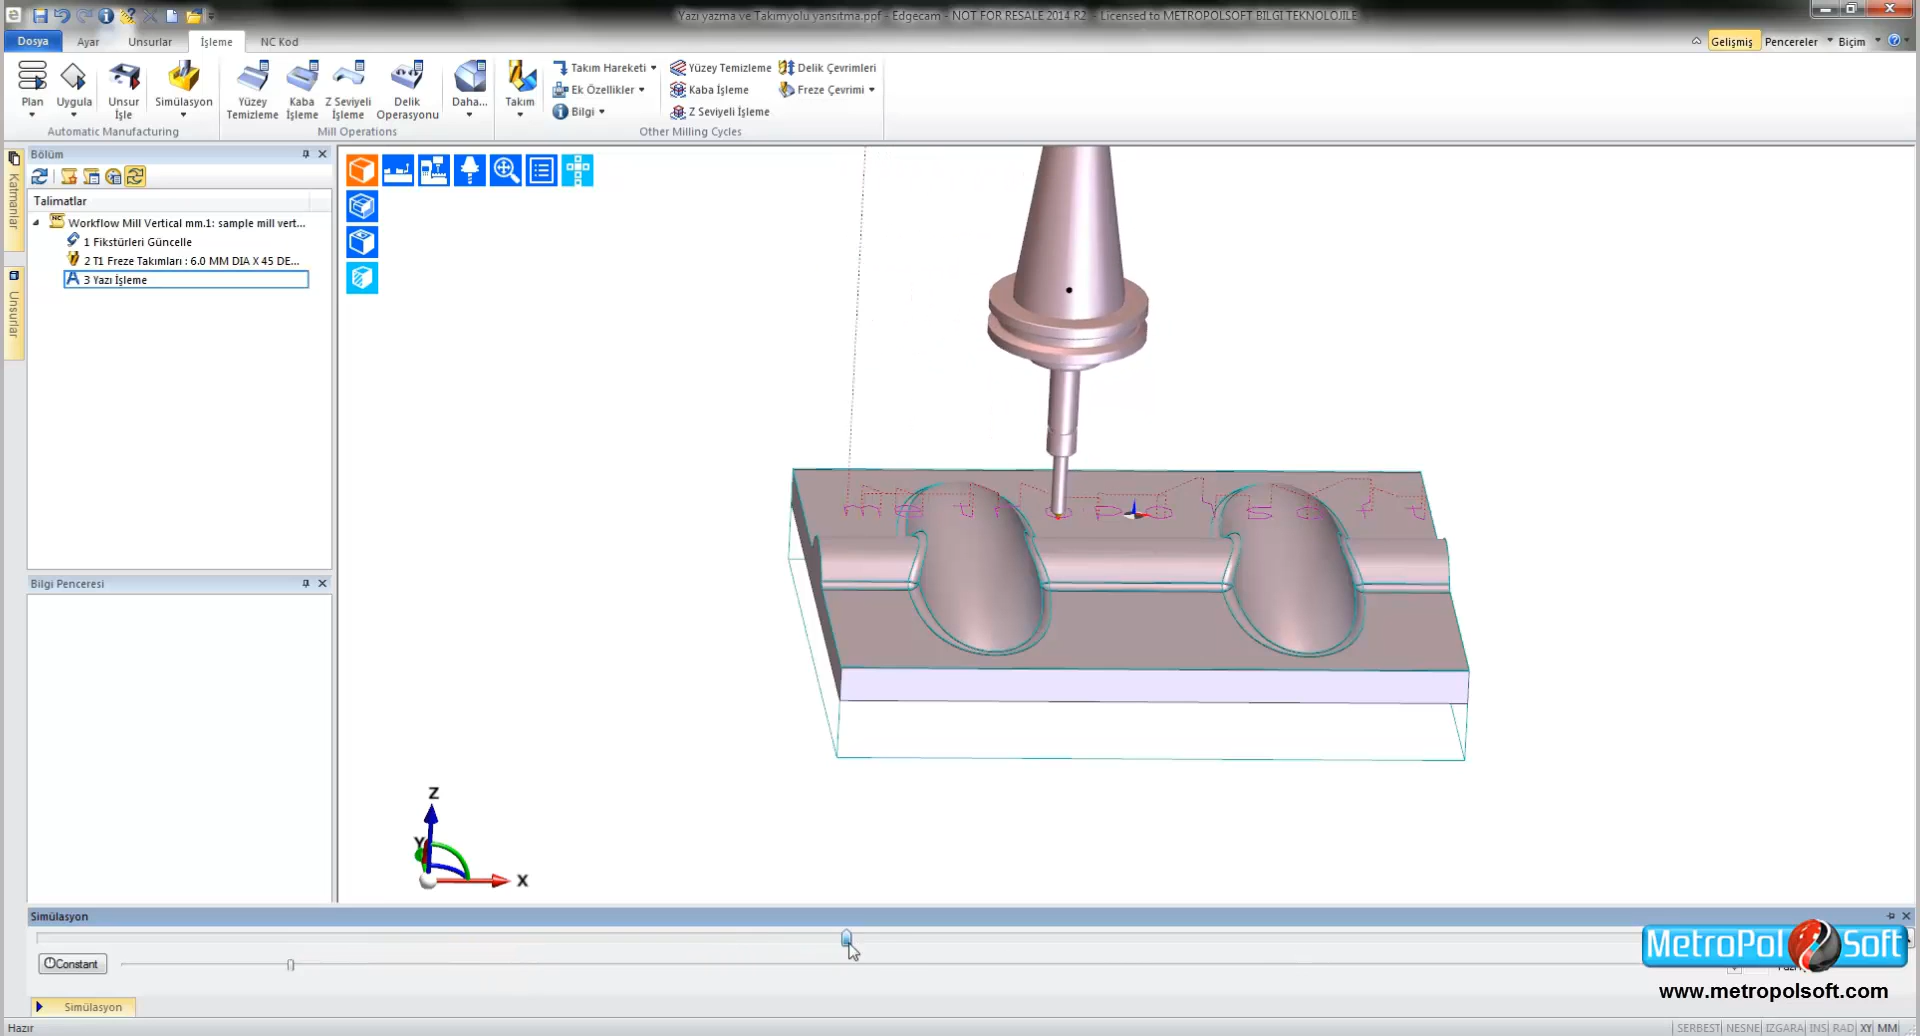 Yazi yazma ve Takımyolu yansıtma.ppf - Edgecam - NOT FOR RESALE 2014 R2 - Licensed to METROPOLSOFT BILGI TEKNOLOJILE
Dosya Ayar Unsurlar İşleme NC Kod
Gelişmiş Pencereler Biçim
Plan Uygula Unsur İşle Simülasyon
Yüzey Temizleme Kaba İşleme Z Seviyeli İşleme Delik Operasyonu Daha... Takım
Takım Hareketi Yüzey Temizleme Delik Çevrimleri
Ek Özellikler Kaba İşleme Freze Çevrimi
Bilgi Z Seviyeli İşleme
Automatic Manufacturing Mill Operations Other Milling Cycles
Katmanlar
Unsurlar
Bölüm
Talimatlar
Workflow Mill Vertical mm.1: sample mill vert...
1 Fikstürleri Güncelle
2 T1 Freze Takımları : 6.0 MM DIA X 45 DE...
3 Yazı İşleme
Bilgi Penceresi
metropolsoft
Z
Y
X
Simülasyon
Constant
MetroPol Soft
www.metropolsoft.com
Simülasyon
Hazır
SERBEST NESNE IZGARA INS RAD XY MM